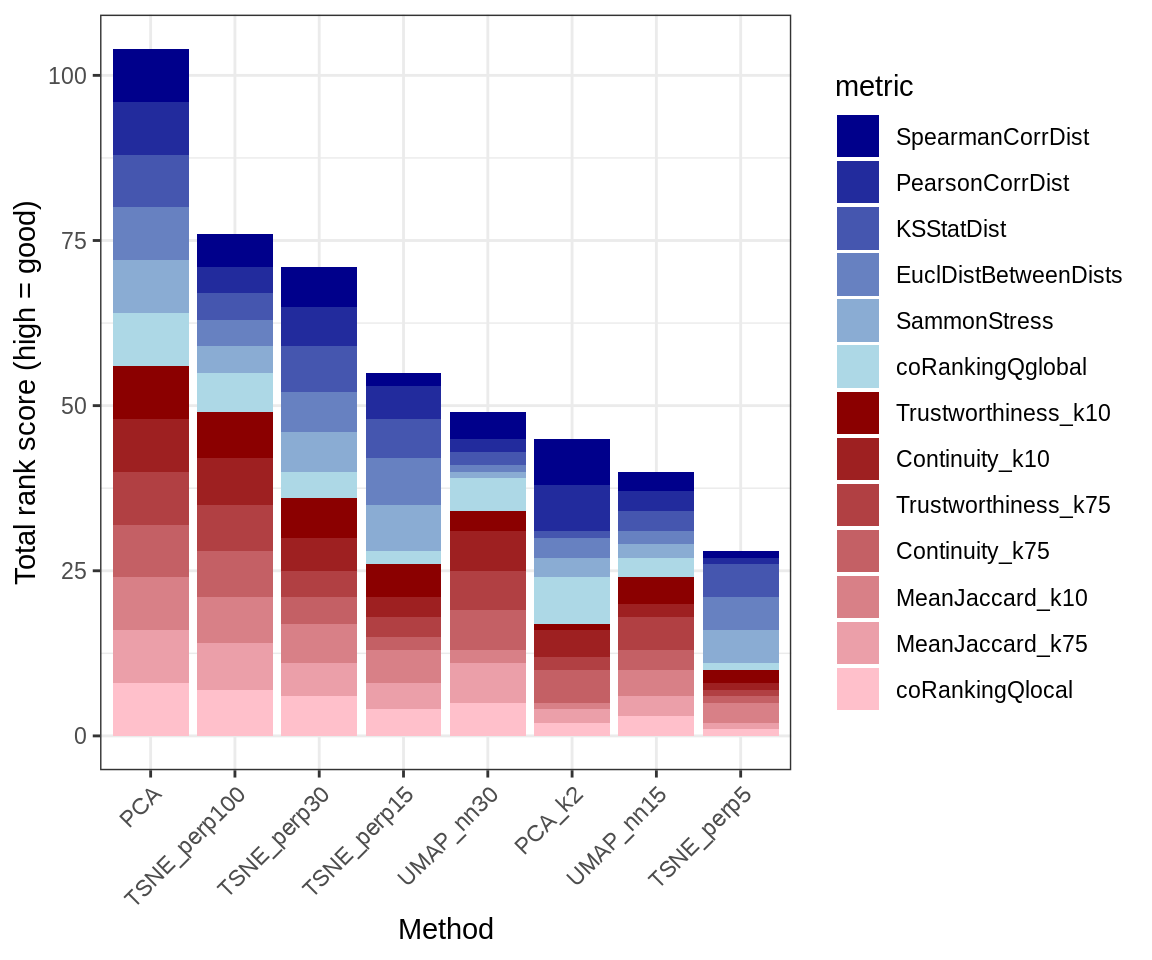 Total rank score (high = good)
100
75
50
25
0
PCA
TSNE_perp100
TSNE_perp30
TSNE_perp15
UMAP_nn30
PCA_k2
UMAP_nn15
TSNE_perp5
Method
metric
SpearmanCorrDist
PearsonCorrDist
KSStatDist
EuclDistBetweenDists
SammonStress
coRankingQglobal
Trustworthiness_k10
Continuity_k10
Trustworthiness_k75
Continuity_k75
MeanJaccard_k10
MeanJaccard_k75
coRankingQlocal